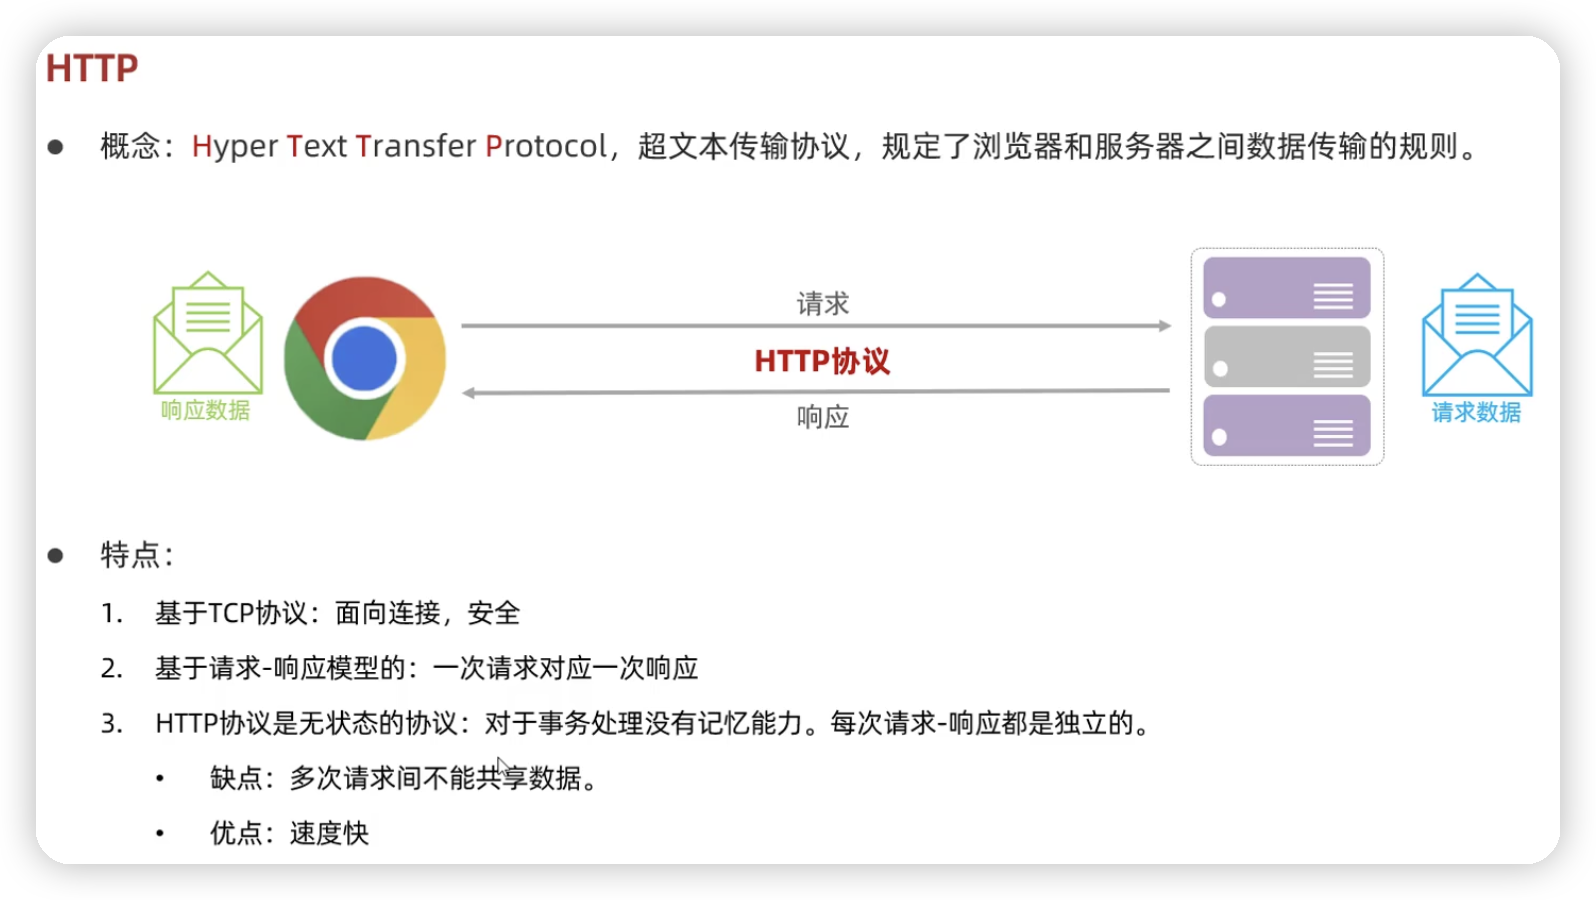 HTTP
● 概念：Hyper Text Transfer Protocol，超文本传输协议，规定了浏览器和服务器之间数据传输的规则。
请求
HTTP协议
响应
响应数据
请求数据
● 特点：
1. 基于TCP协议：面向连接，安全
2. 基于请求-响应模型的：一次请求对应一次响应
3. HTTP协议是无状态的协议：对于事务处理没有记忆能力。每次请求-响应都是独立的。
• 缺点：多次请求间不能共享数据。
• 优点：速度快